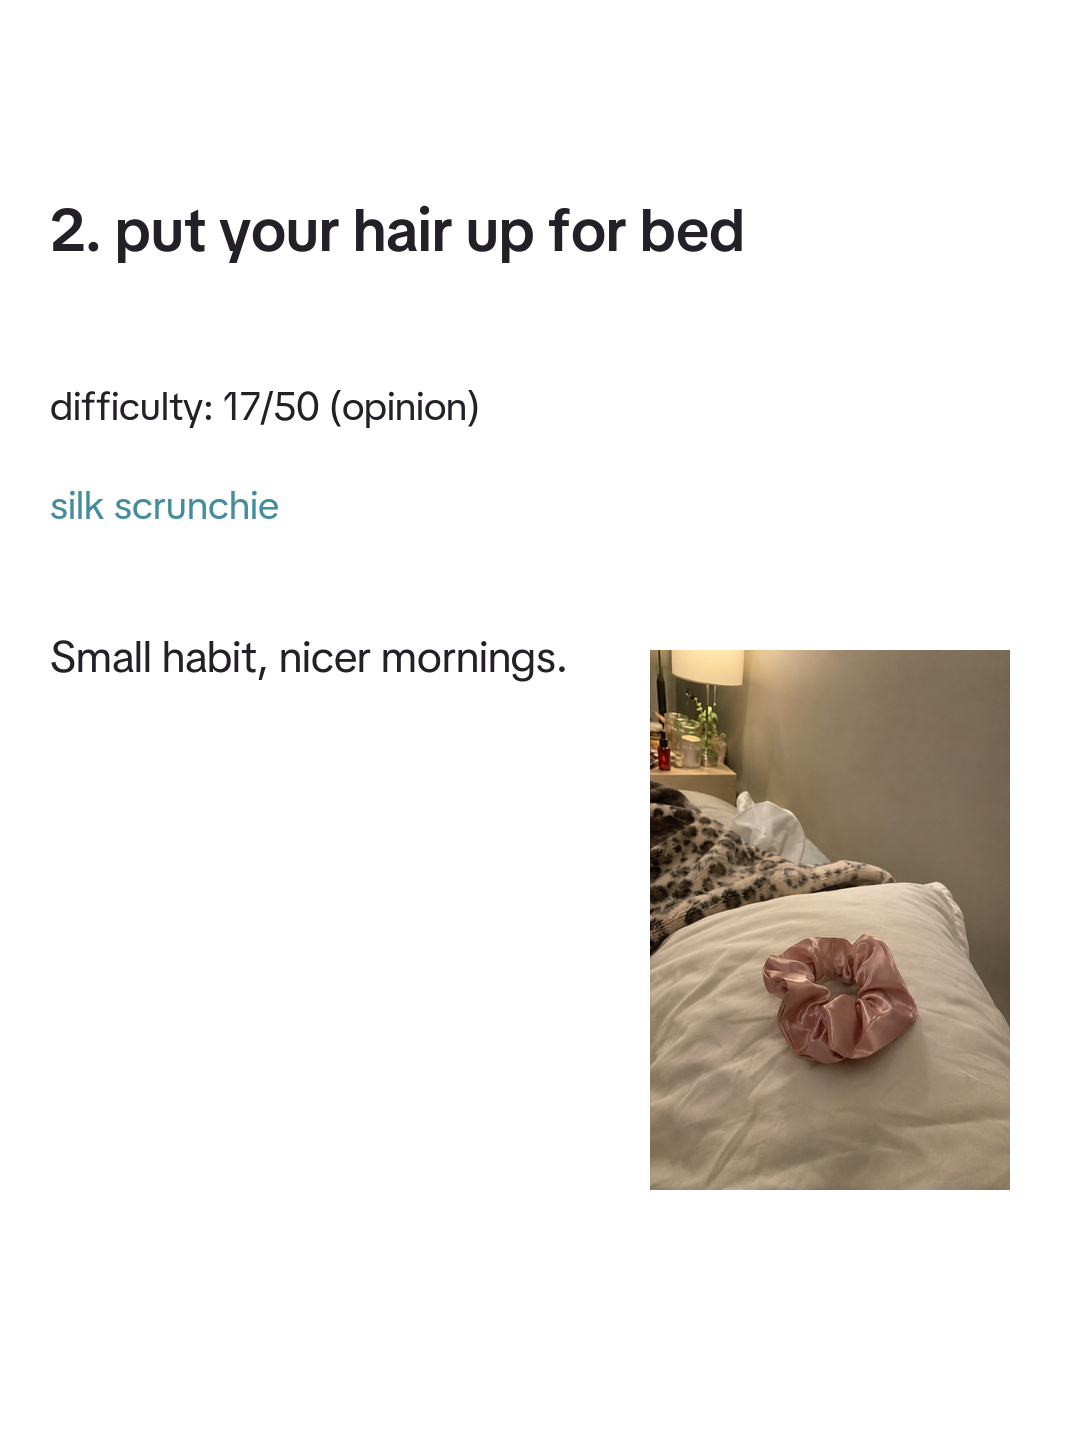 2. put your hair up for bed
difficulty: 17/50 (opinion)
silk scrunchie
Small habit, nicer mornings.